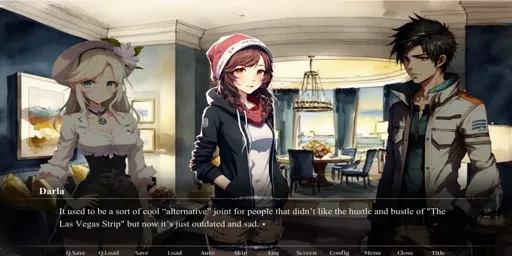 Darla
It used to be a sort of cool “alternative” joint for people that didn’t like the hustle and bustle of "The
Las Vegas Strip" but now it’s just outdated and sad.
Q.Save Q.Load Save Load Auto Skip Log Screen Config Menu Close Title